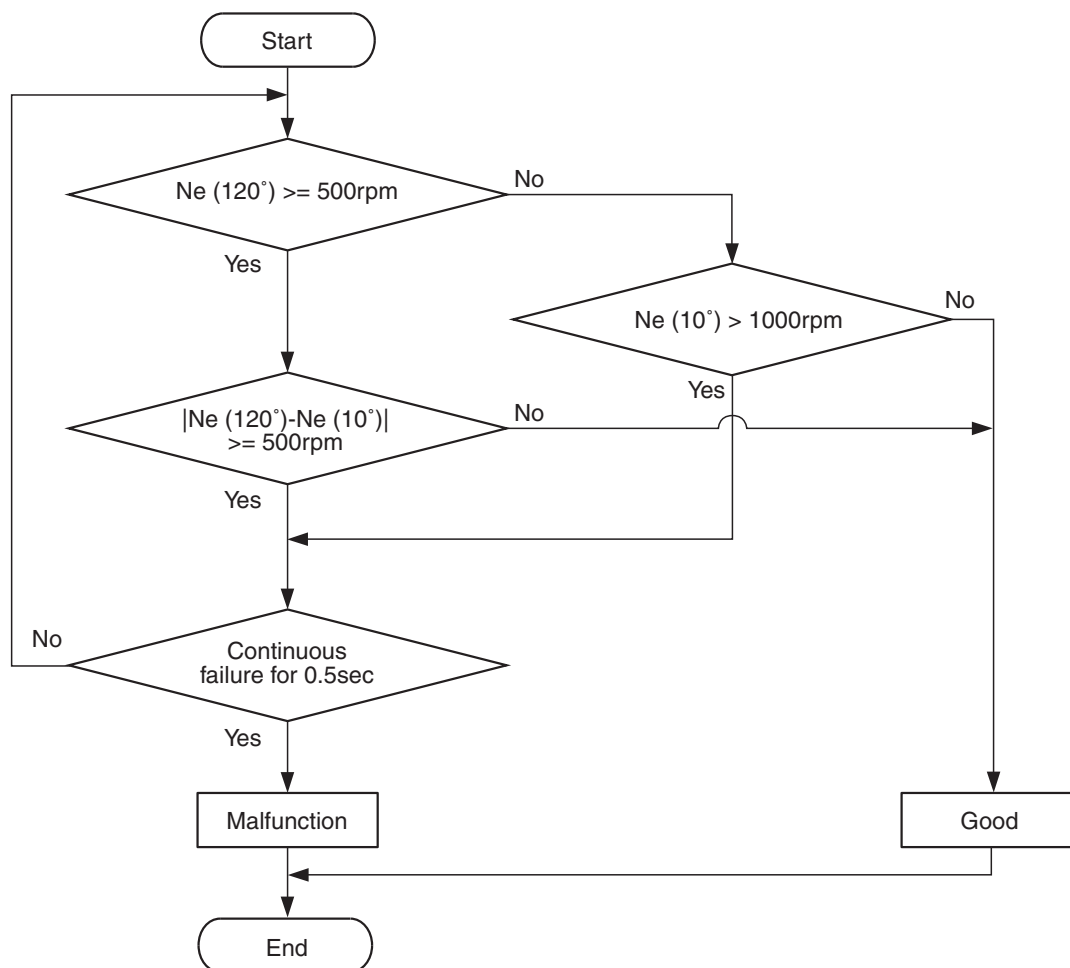 Start
Ne (120˚) >= 500rpm
No
Yes
Ne (10˚) > 1000rpm
No
Yes
|Ne (120˚)-Ne (10˚)|
>= 500rpm
No
Yes
Continuous
failure for 0.5sec
No
Yes
Malfunction
Good
End